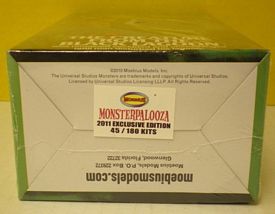 ©2010 Moebius Models, Inc.
The Universal Studios Monsters are trademarks and copyrights of Universal Studios.
Licensed by Universal Studios Licensing LLLP. All Rights Reserved.
MOEBIUS
MONSTERPALOOZA
2011 EXCLUSIVE EDITION
45 / 180 KITS
Moebius Models, P.O. Box
Glenwood, Florida 32722
moebiusmodels.com